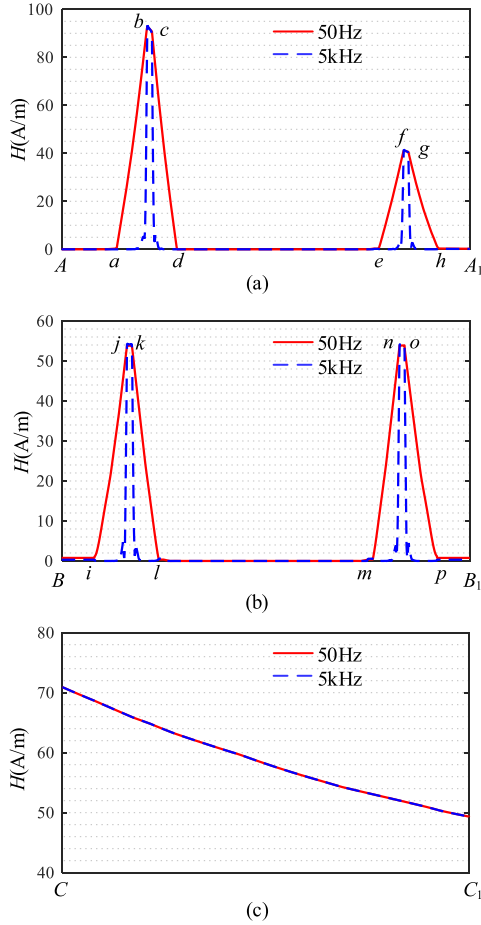 100
80
60
40
20
0
H(A/m)
b
c
f
g
50Hz
5kHz
A
a
d
e
h
A₁
(a)
60
50
40
30
20
10
0
H(A/m)
j
k
n
o
50Hz
5kHz
B
i
l
m
p
B₁
(b)
80
70
60
50
40
H(A/m)
50Hz
5kHz
C
C₁
(c)